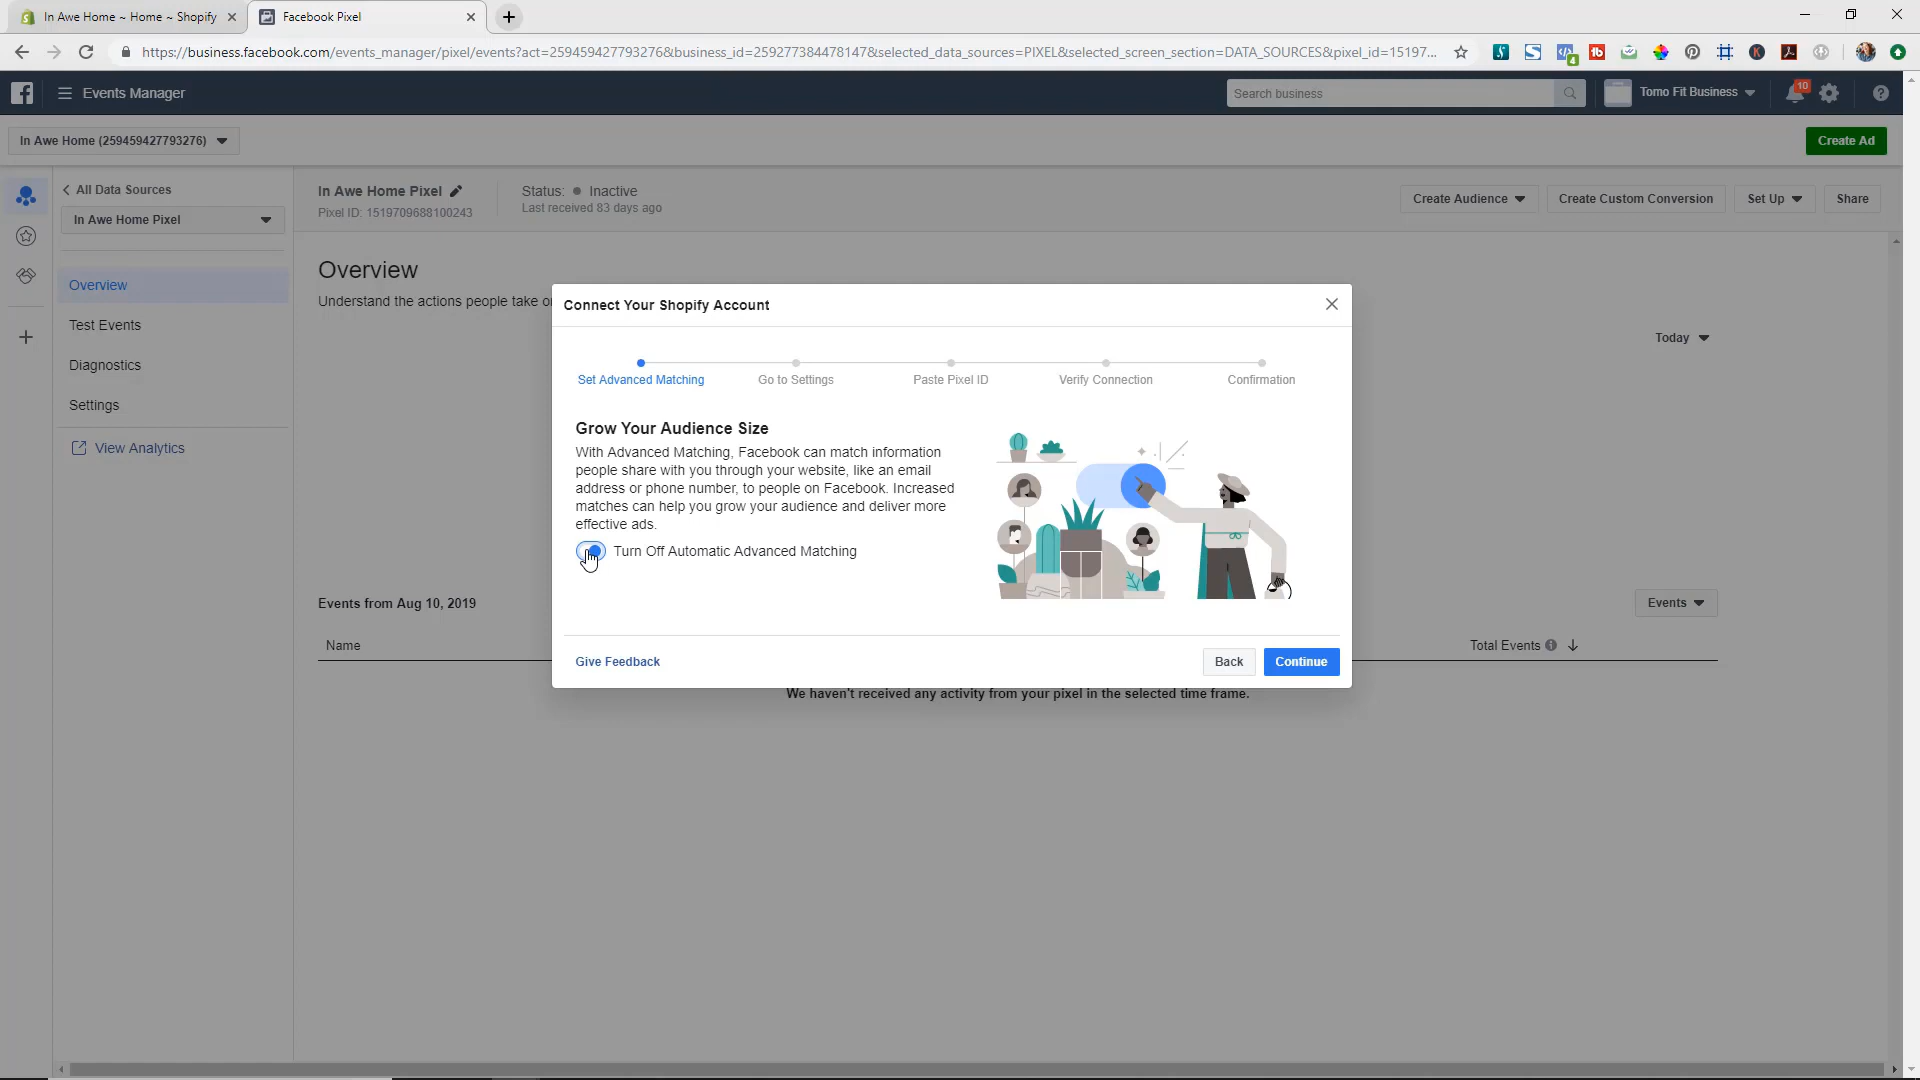 In Awe Home ~ Home ~ Shopify
Facebook Pixel
https://business.facebook.com/events_manager/pixel/events?act=259459427793276&business_id=259277384478147&selected_data_sources=PIXEL&selected_screen_section=DATA_SOURCES&pixel_id=15197...
4
Events Manager
Search business
Tomo Fit Business
10
In Awe Home (259459427793276)
Create Ad
All Data Sources
In Awe Home Pixel
Overview
Test Events
Diagnostics
Settings
View Analytics
In Awe Home Pixel
Pixel ID: 1519709688100243
Status: Inactive
Last received 83 days ago
Create Audience
Create Custom Conversion
Set Up
Share
Overview
Understand the actions people take o
Today
Connect Your Shopify Account
Set Advanced Matching
Go to Settings
Paste Pixel ID
Verify Connection
Confirmation
Grow Your Audience Size
With Advanced Matching, Facebook can match information
people share with you through your website, like an email
address or phone number, to people on Facebook. Increased
matches can help you grow your audience and deliver more
effective ads.
Turn Off Automatic Advanced Matching
Give Feedback
Back
Continue
Events from Aug 10, 2019
Events
Name
Total Events
We haven't received any activity from your pixel in the selected time frame.